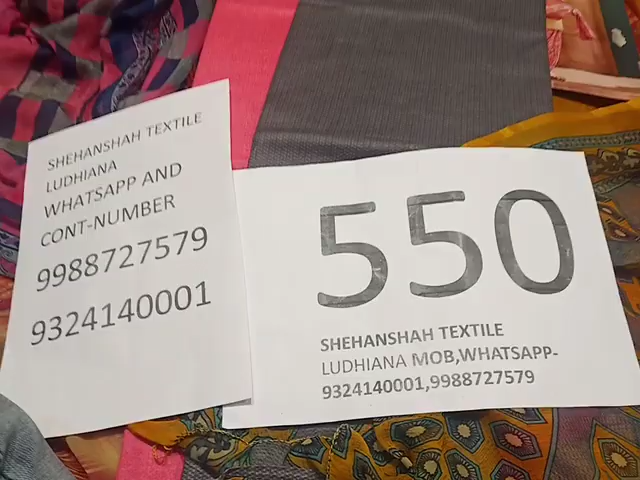 SHEHANSHAH TEXTILE
LUDHIANA
WHATSAPP AND
CONT-NUMBER
9988727579
9324140001
550
SHEHANSHAH TEXTILE
LUDHIANA MOB,WHATSAPP-
9324140001,9988727579